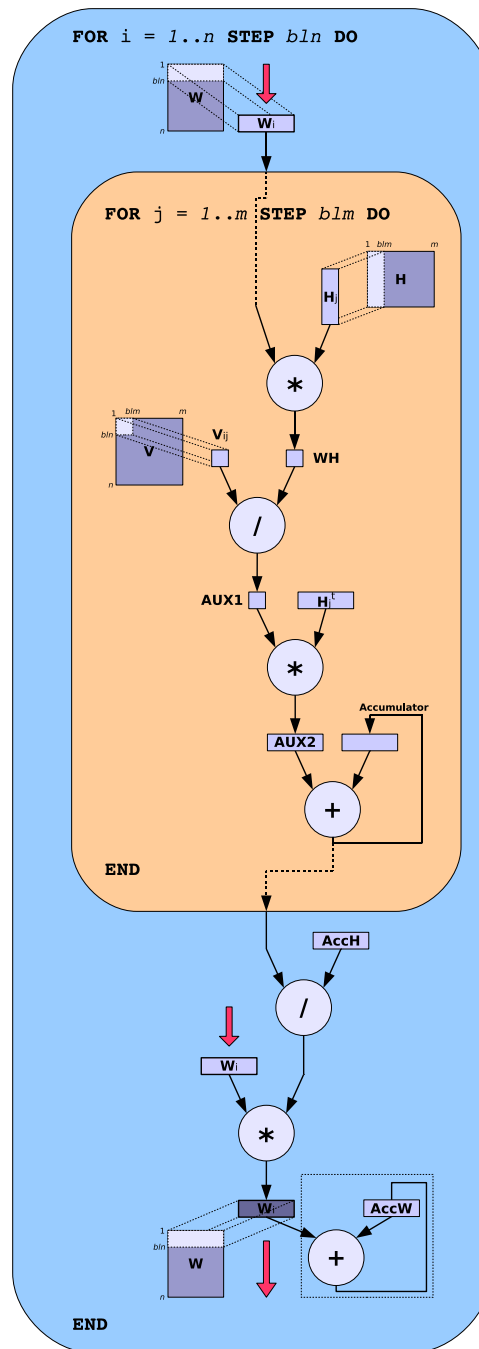 FOR i = 1..n STEP bln DO
1
bln
W
n
Wi
FOR j = 1..m STEP blm DO
1 blm m
H
Hj
*
1 blm m
bln
V
n
Vij
WH
/
AUX1
Hjt
*
Accumulator
AUX2
+
END
AccH
/
Wi
*
Wi
AccW
1
bln
W
n
+
END